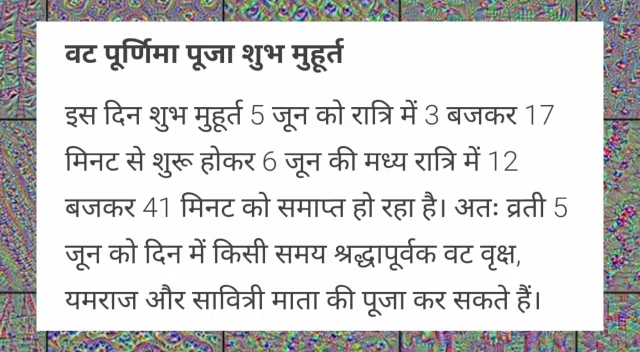 वट पूर्णिमा पूजा शुभ मुहूर्त
इस दिन शुभ मुहूर्त 5 जून को रात्रि में 3 बजकर 17
मिनट से शुरू होकर 6 जून की मध्य रात्रि में 12
बजकर 41 मिनट को समाप्त हो रहा है। अतः व्रती 5
जून को दिन में किसी समय श्रद्धापूर्वक वट वृक्ष,
यमराज और सावित्री माता की पूजा कर सकते हैं।